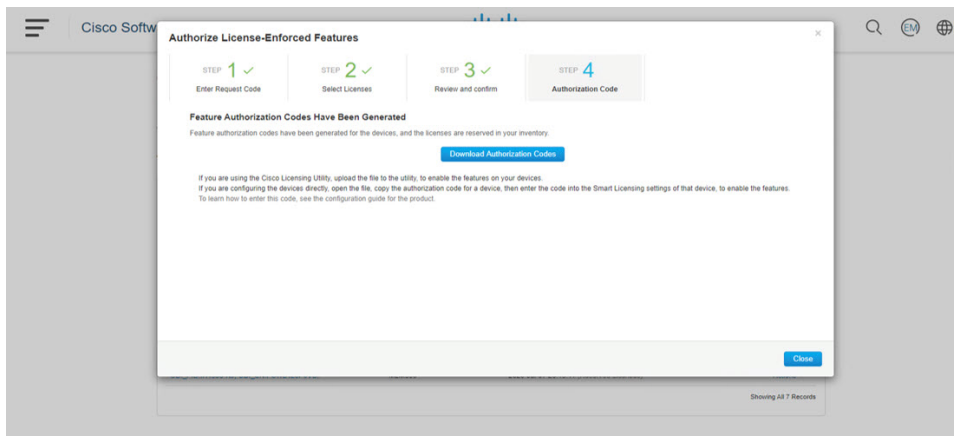 Cisco Softw
EM
Authorize License-Enforced Features
×
STEP 1 ✓
Enter Request Code
STEP 2 ✓
Select Licenses
STEP 3 ✓
Review and confirm
STEP 4
Authorization Code
Feature Authorization Codes Have Been Generated
Feature authorization codes have been generated for the devices, and the licenses are reserved in your inventory.
Download Authorization Codes
If you are using the Cisco Licensing Utility, upload the file to the utility, to enable the features on your devices.
If you are configuring the devices directly, open the file, copy the authorization code for a device, then enter the code into the Smart Licensing settings of that device, to enable the features.
To learn how to enter this code, see the configuration guide for the product.
Close
Showing All 7 Records